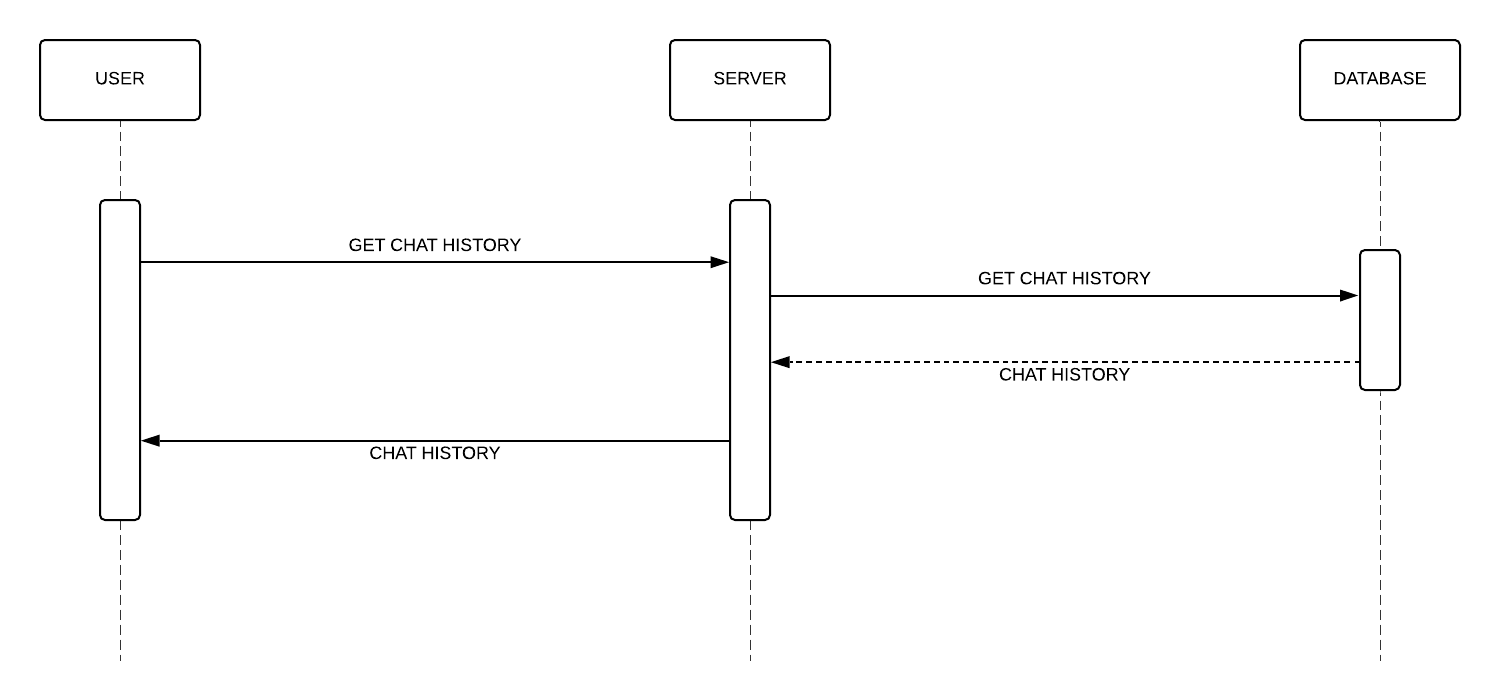 USER
SERVER
DATABASE
GET CHAT HISTORY
GET CHAT HISTORY
CHAT HISTORY
CHAT HISTORY